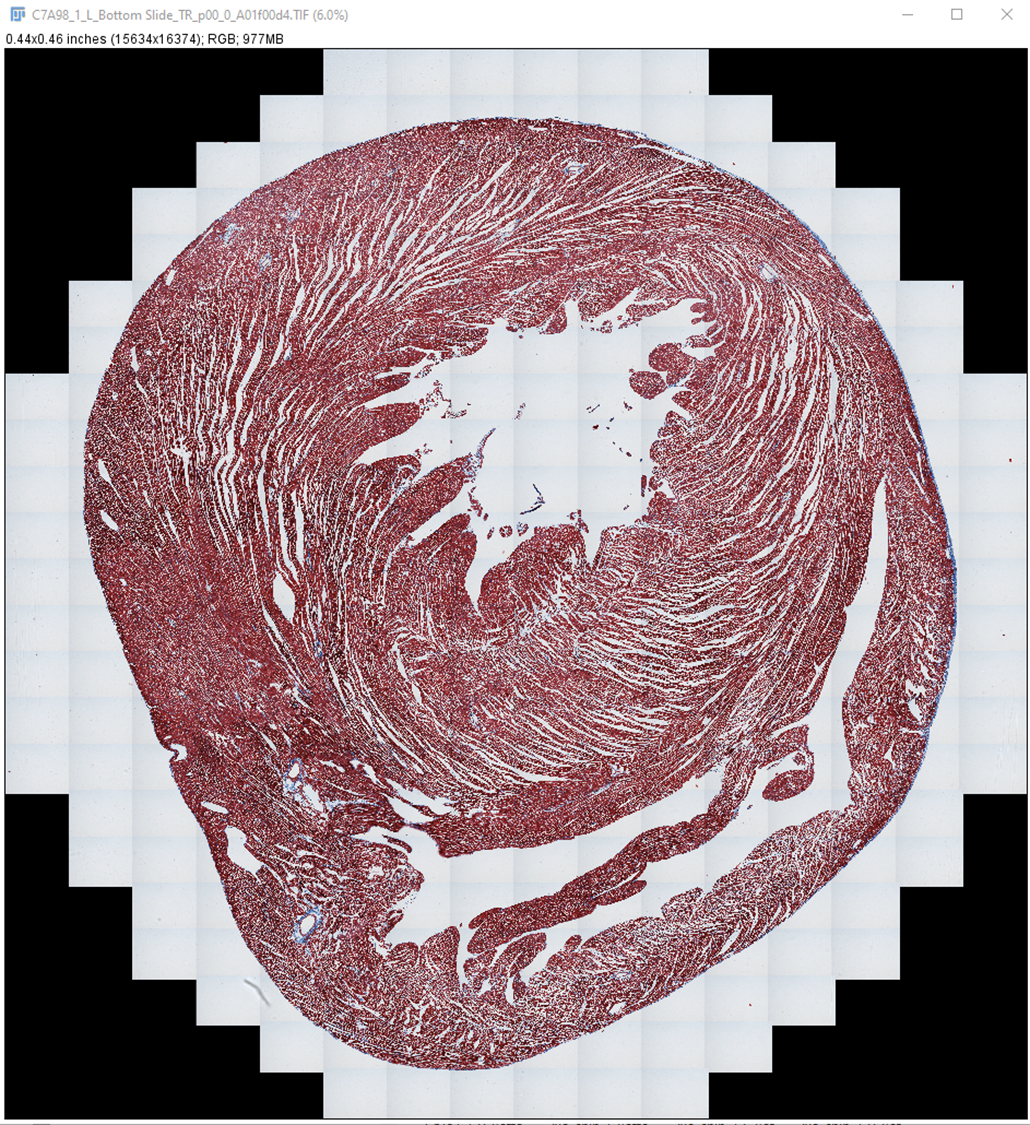 C7A98_1_L_Bottom Slide_TR_p00_0_A01f00d4.TIF (6.0%)
0.44x0.46 inches (15634x16374); RGB; 977MB